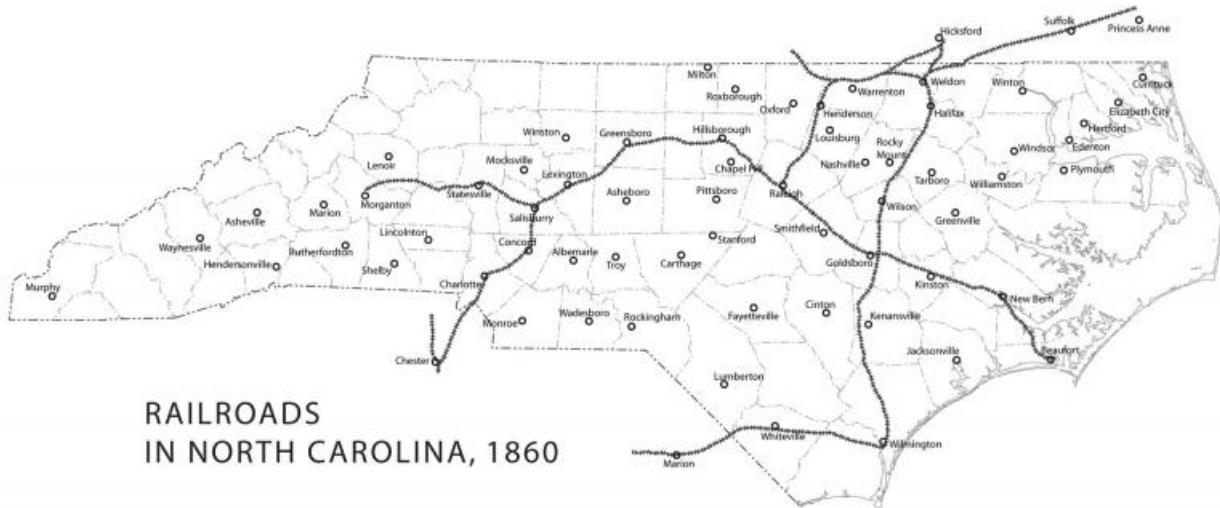 Hicksford
Suffolk
Princess Anne
Milton
Roxborough
Oxford
Henderson
Warrenton
Weldon
Winton
Currituck
Halifax
Elizabeth City
Hertford
Edenton
Winston
Greensboro
Hillsborough
Louisburg
Nashville
Rocky
Mount
Windsor
Plymouth
Lenoir
Mocksville
Lexington
Chapel Hill
Raleigh
Tarboro
Williamston
Morganton
Statesville
Salisburry
Asheboro
Pittsboro
Wilson
Greenville
Asheville
Marion
Lincolnton
Concord
Smithfield
Stanford
Waynesville
Rutherfordton
Hendersonville
Shelby
Albemarle
Troy
Carthage
Goldsboro
Kinston
New Bern
Murphy
Charlotte
Monroe
Wadesboro
Rockingham
Fayetteville
Cinton
Kenansville
Jacksonville
Beaufort
Chester
Lumberton
Whiteville
Wilmington
Marion
RAILROADS
IN NORTH CAROLINA, 1860